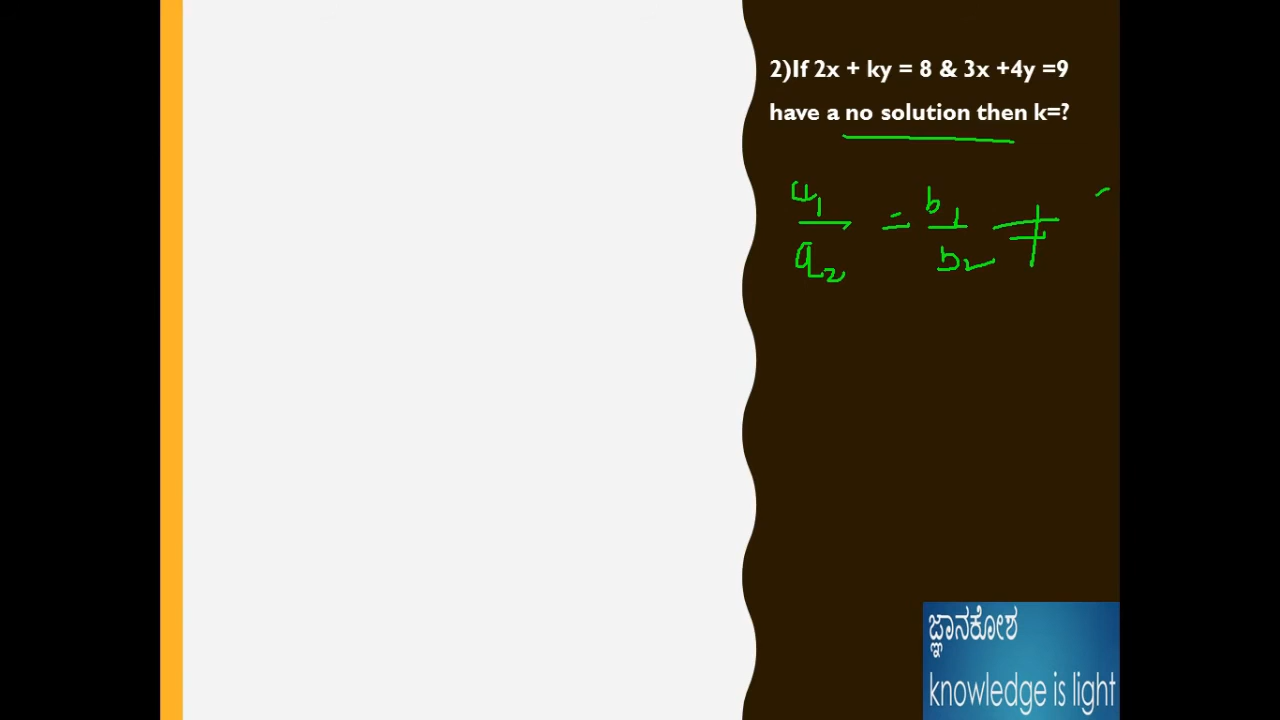 2)If 2x + ky = 8 & 3x +4y =9
have a no solution then k=?
a1/a2 = b1/b2 ≠
ಜ್ಞಾನಕೋಶ
knowledge is light